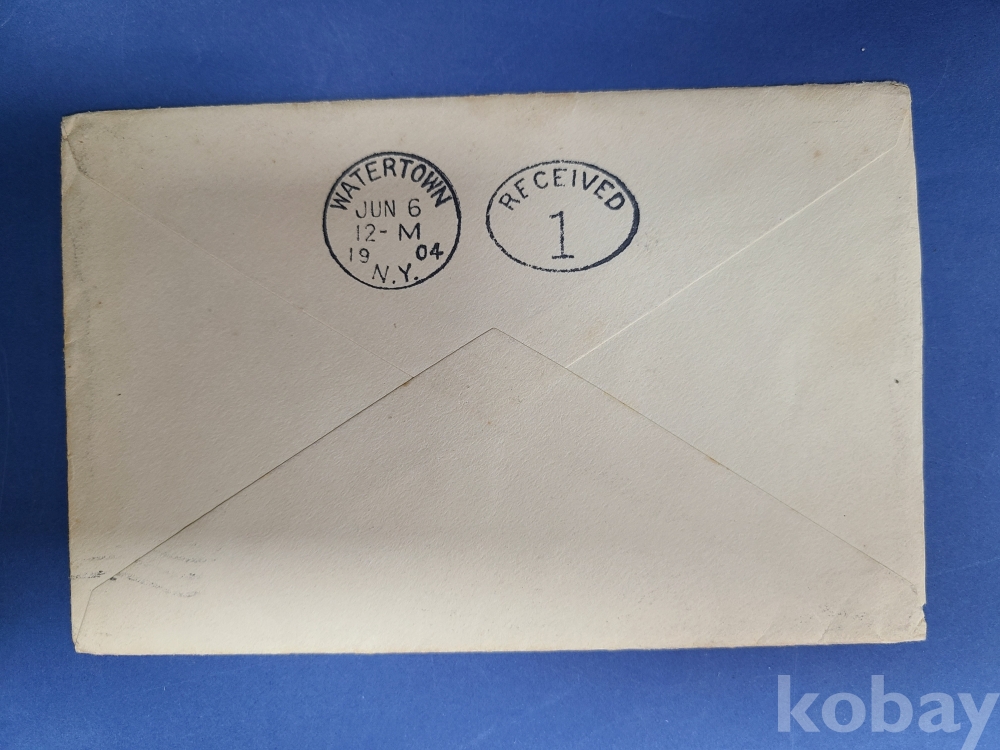 WATERTOWN
JUN 6
12-M
19 04
N.Y.
RECEIVED
1
kobay